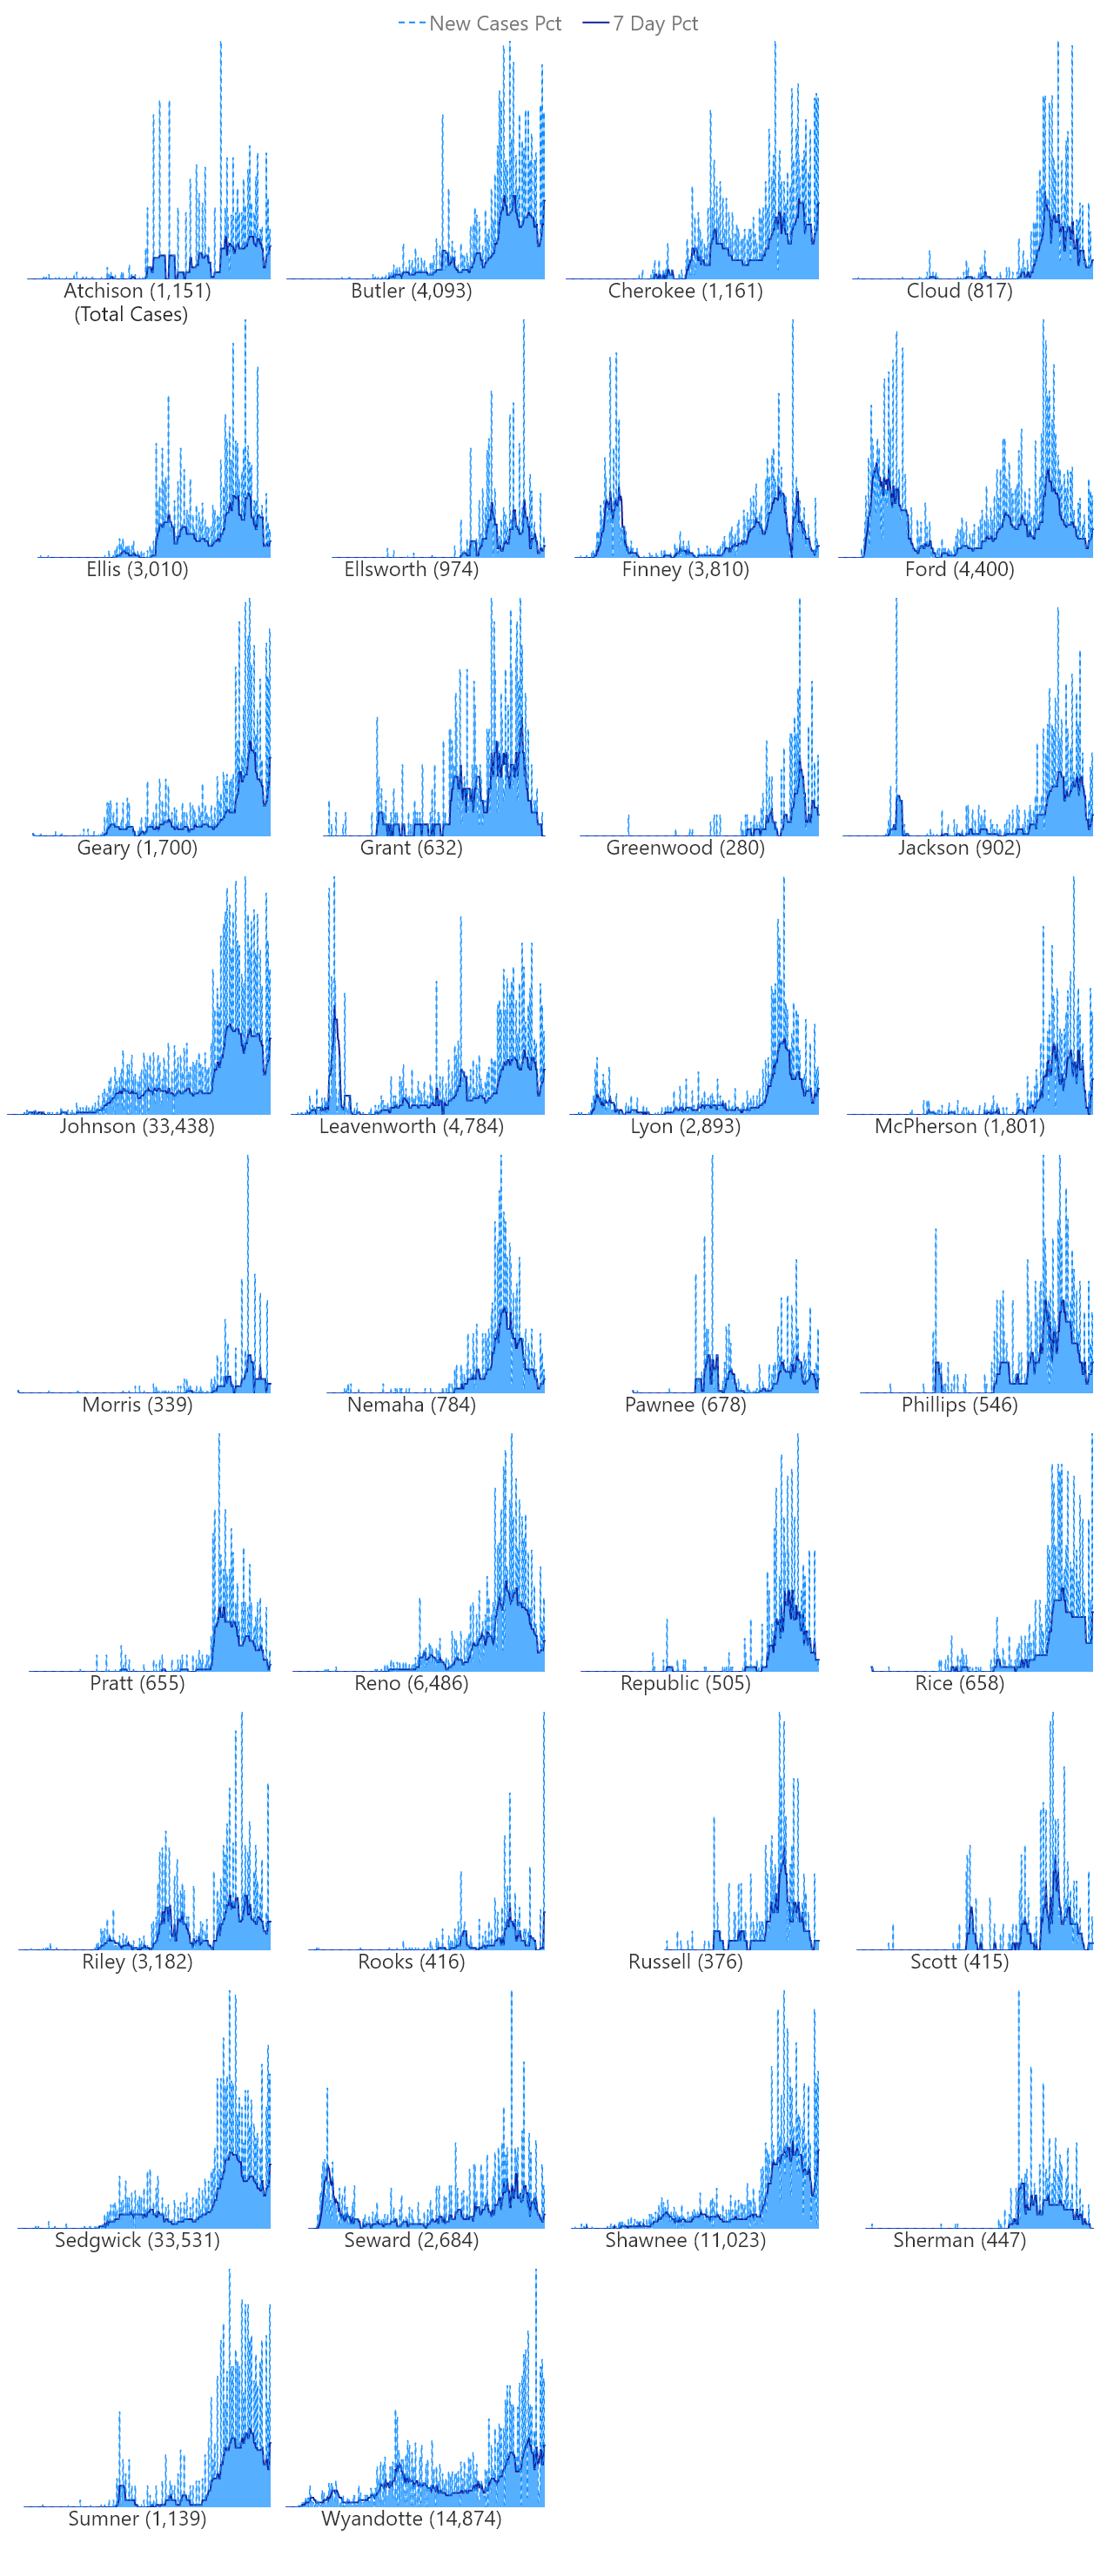 New Cases Pct 7 Day Pct
Atchison (1,151) Butler (4,093) Cherokee (1,161) Cloud (817)
(Total Cases)
Ellis (3,010) Ellsworth (974) Finney (3,810) Ford (4,400)
Geary (1,700) Grant (632) Greenwood (280) Jackson (902)
Johnson (33,438) Leavenworth (4,784) Lyon (2,893) McPherson (1,801)
Morris (339) Nemaha (784) Pawnee (678) Phillips (546)
Pratt (655) Reno (6,486) Republic (505) Rice (658)
Riley (3,182) Rooks (416) Russell (376) Scott (415)
Sedgwick (33,531) Seward (2,684) Shawnee (11,023) Sherman (447)
Sumner (1,139) Wyandotte (14,874)